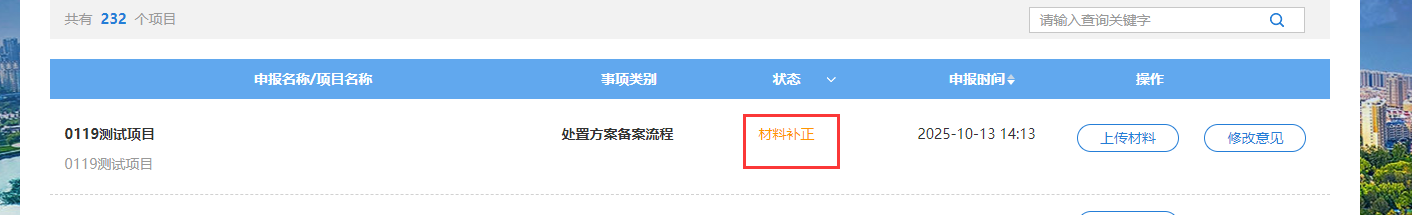 共有 232 个项目
请输入查询关键字
申报名称/项目名称 事项类别 状态 申报时间 操作
0119测试项目 处置方案备案流程 材料补正 2025-10-13 14:13 上传材料 修改意见
0119测试项目